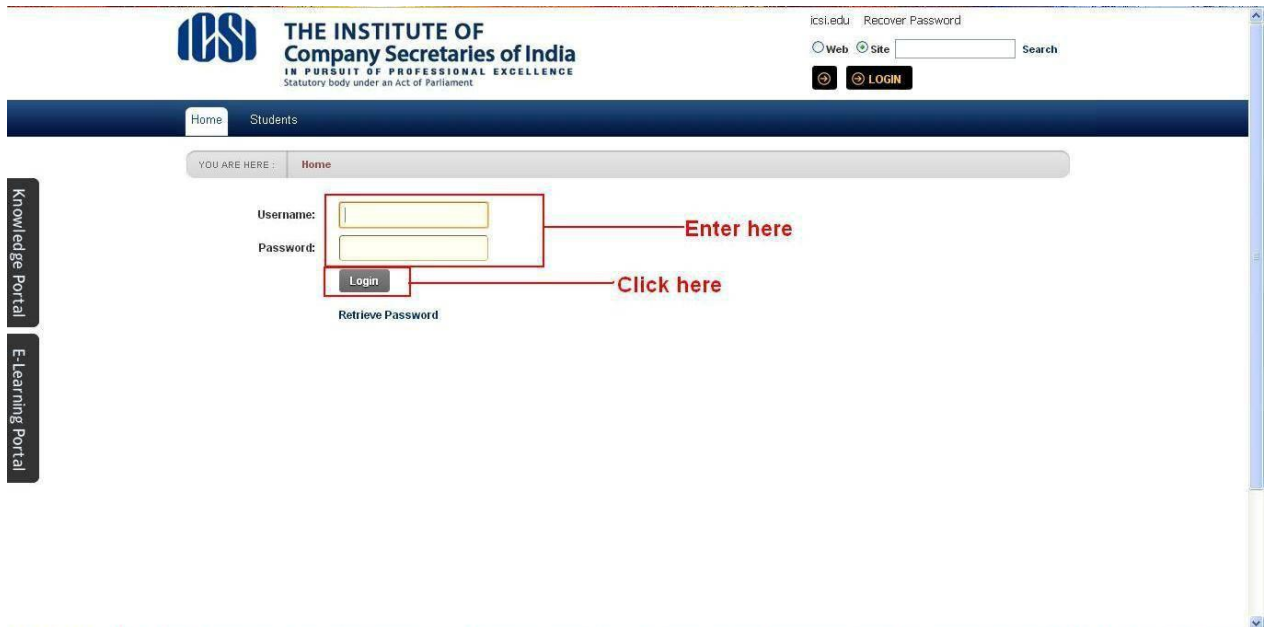 ICSI
THE INSTITUTE OF
Company Secretaries of India
IN PURSUIT OF PROFESSIONAL EXCELLENCE
Statutory body under an Act of Parliament
icsi.edu Recover Password
Web Site Search
LOGIN
Home Students
YOU ARE HERE : Home
Knowledge Portal
E-Learning Portal
Username:
Enter here
Password:
Login
Click here
Retrieve Password